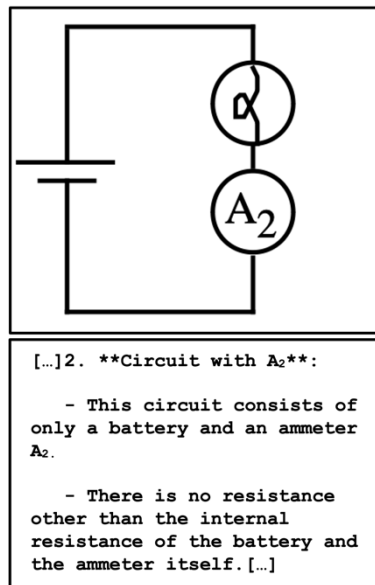 A₂
[…]2. **Circuit with A₂**:
- This circuit consists of
only a battery and an ammeter
A₂.
- There is no resistance
other than the internal
resistance of the battery and
the ammeter itself.[…]